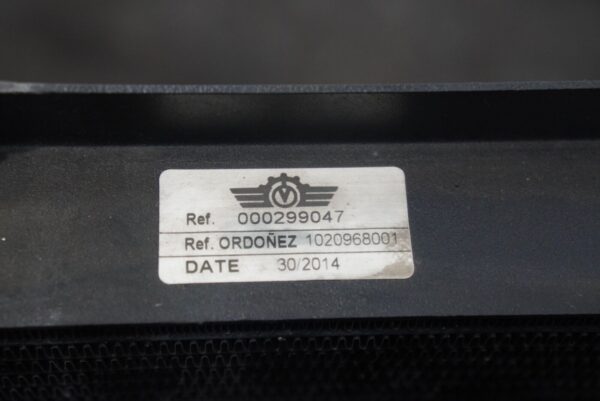 Ref. 000299047
Ref. ORDOÑEZ 1020968001
DATE 30/2014